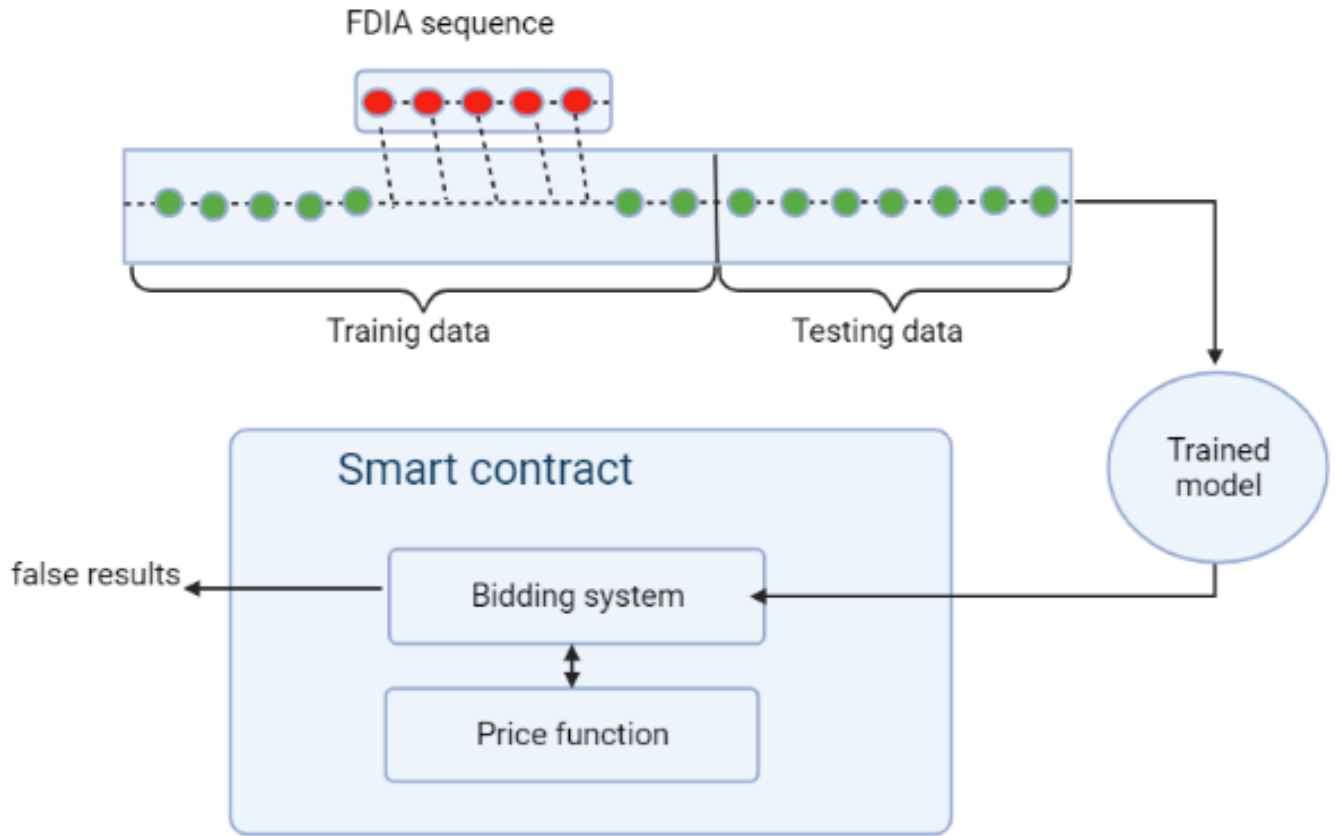 FDIA sequence
Trainig data
Testing data
Trained
model
Smart contract
false results
Bidding system
Price function